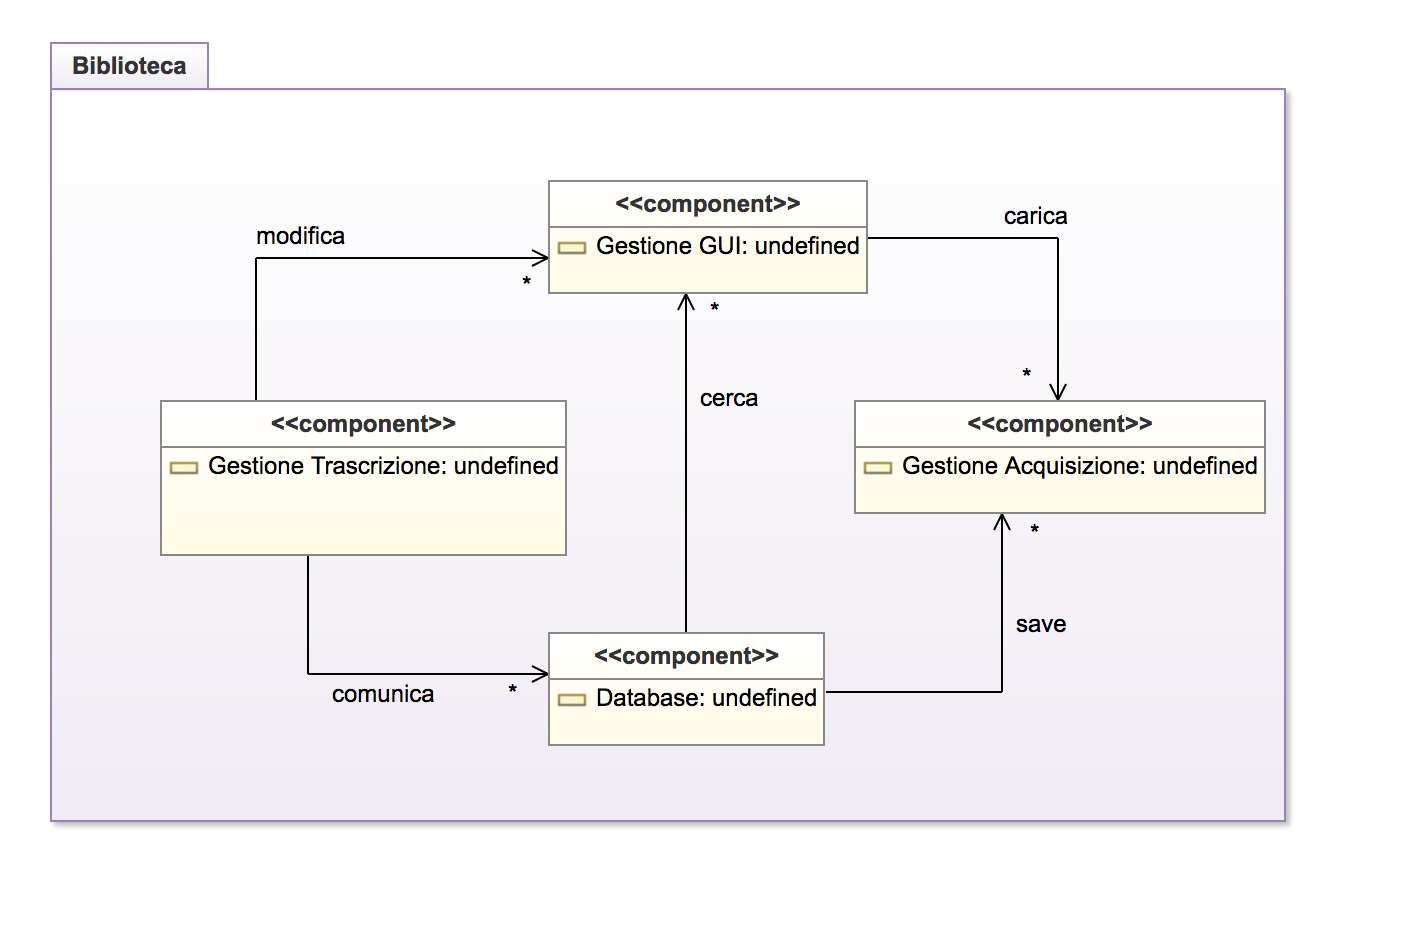 Biblioteca
<<component>>
Gestione GUI: undefined
modifica
*
carica
*
*
cerca
<<component>>
Gestione Trascrizione: undefined
<<component>>
Gestione Acquisizione: undefined
*
save
comunica
*
<<component>>
Database: undefined